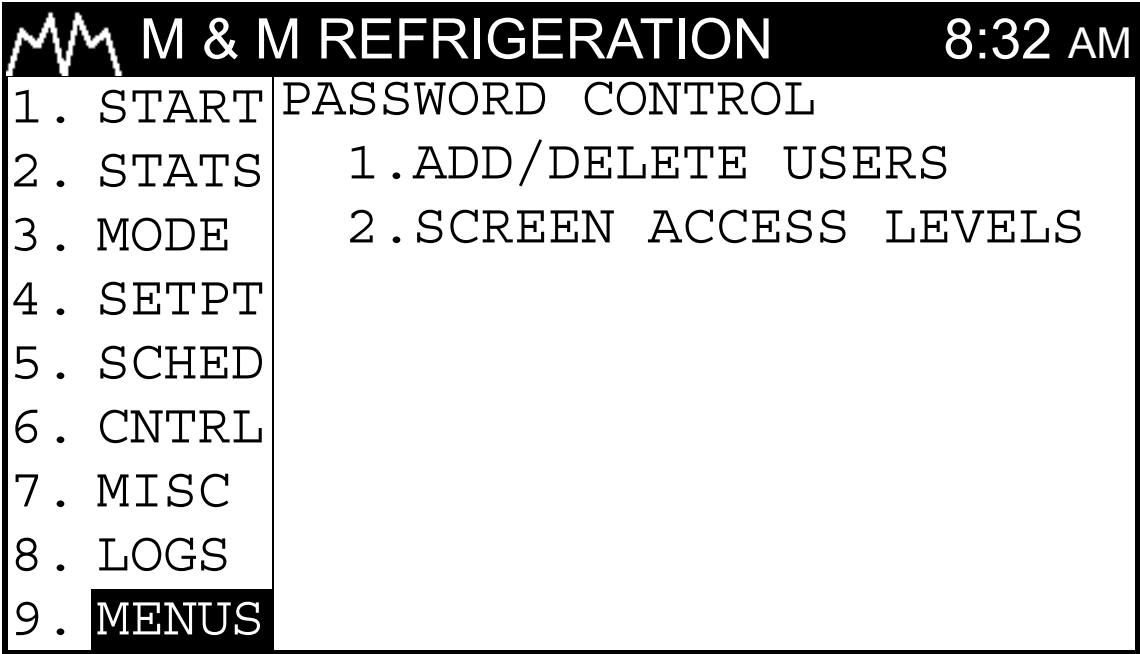 M & M REFRIGERATION 8:32 AM
1. START
2. STATS
3. MODE
4. SETPT
5. SCHED
6. CNTRL
7. MISC
8. LOGS
9. MENUS
PASSWORD CONTROL
1.ADD/DELETE USERS
2.SCREEN ACCESS LEVELS